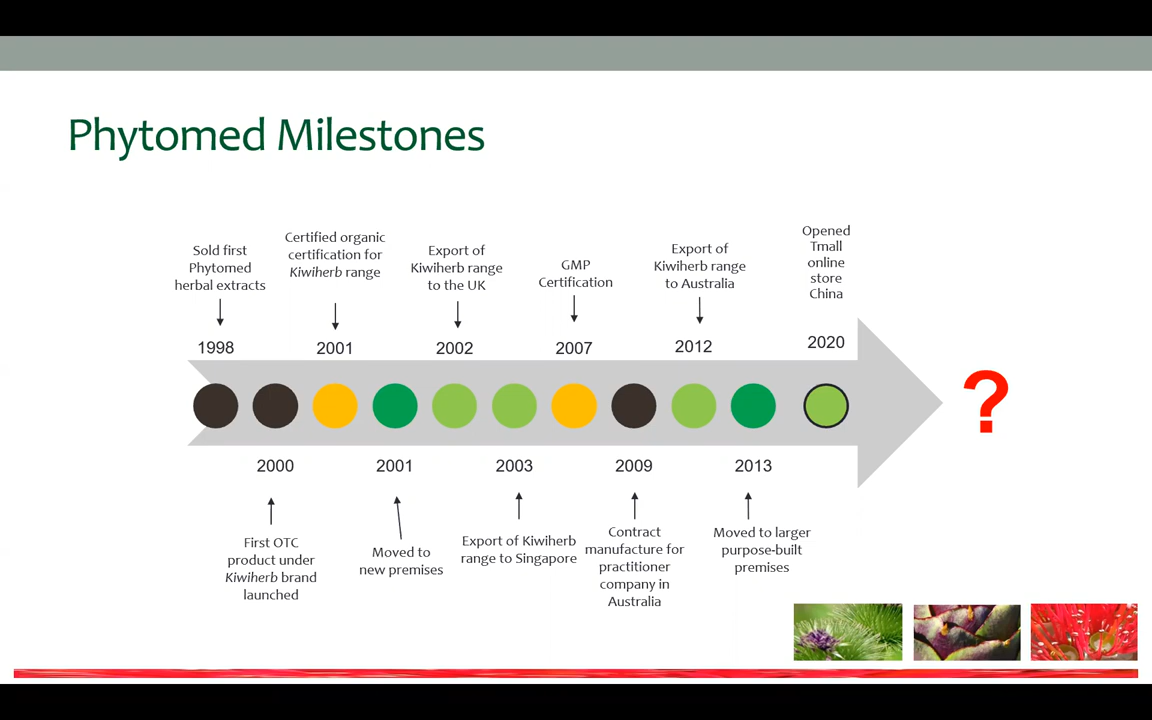 Phytomed Milestones
Sold first
Phytomed
herbal extracts
1998
Certified organic
certification for
Kiwiherb range
2001
Export of
Kiwiherb range
to the UK
2002
GMP
Certification
2007
Export of
Kiwiherb range
to Australia
2012
Opened
Tmall
online
store
China
2020
?
2000
First OTC
product under
Kiwiherb brand
launched
2001
Moved to
new premises
2003
Export of Kiwiherb
range to Singapore
2009
Contract
manufacture for
practitioner
company in
Australia
2013
Moved to larger
purpose-built
premises